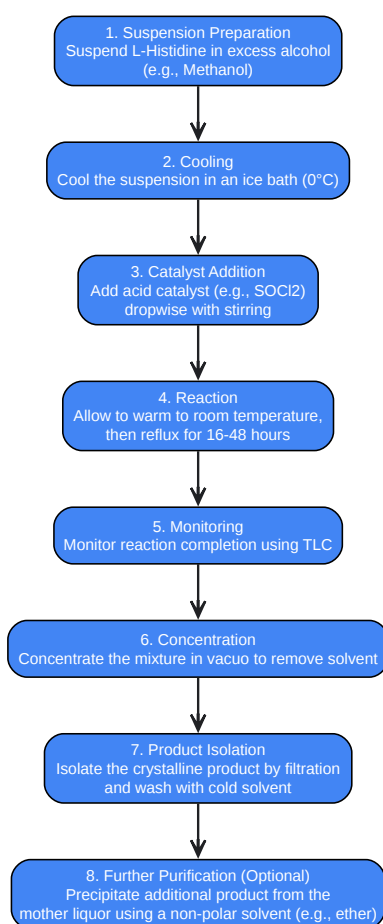 1. Suspension Preparation
Suspend L-Histidine in excess alcohol
(e.g., Methanol)
2. Cooling
Cool the suspension in an ice bath (0°C)
3. Catalyst Addition
Add acid catalyst (e.g., SOCl2)
dropwise with stirring
4. Reaction
Allow to warm to room temperature,
then reflux for 16-48 hours
5. Monitoring
Monitor reaction completion using TLC
6. Concentration
Concentrate the mixture in vacuo to remove solvent
7. Product Isolation
Isolate the crystalline product by filtration
and wash with cold solvent
8. Further Purification (Optional)
Precipitate additional product from the
mother liquor using a non-polar solvent (e.g., ether)